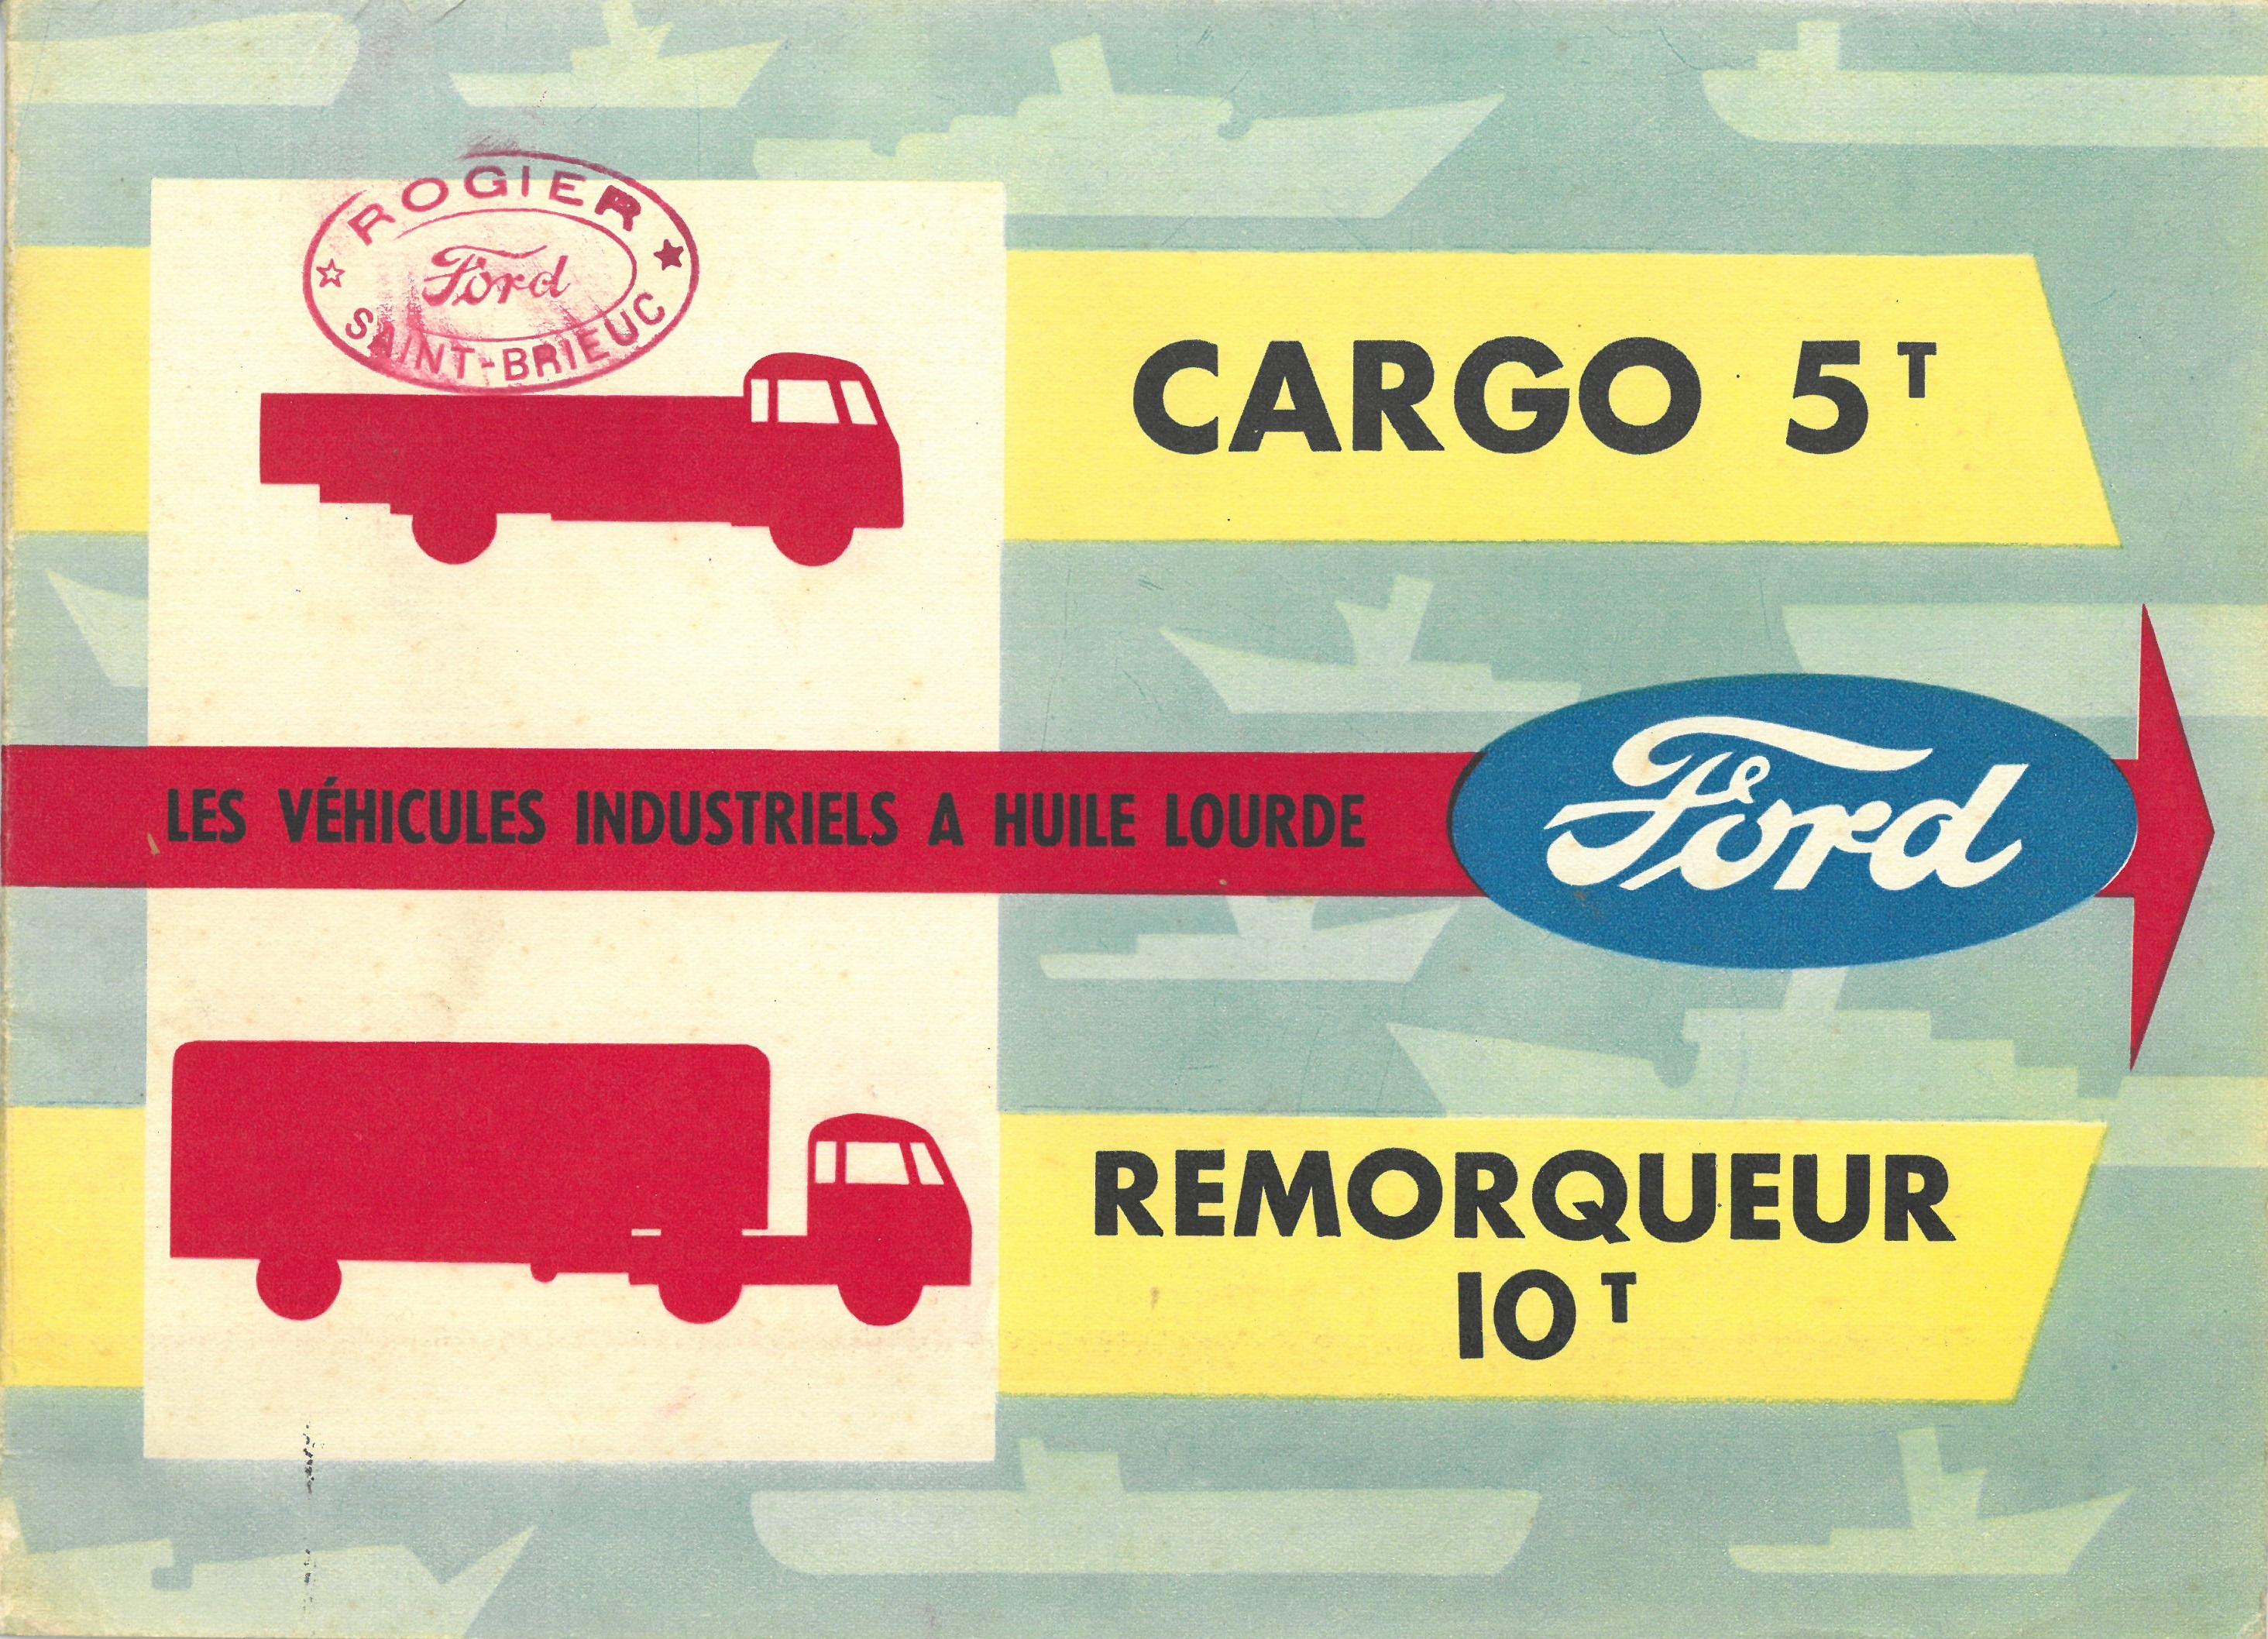 ROGIER
Ford
SAINT-BRIEUC
CARGO 5T
LES VÉHICULES INDUSTRIELS A HUILE LOURDE
Ford
REMORQUEUR
10T